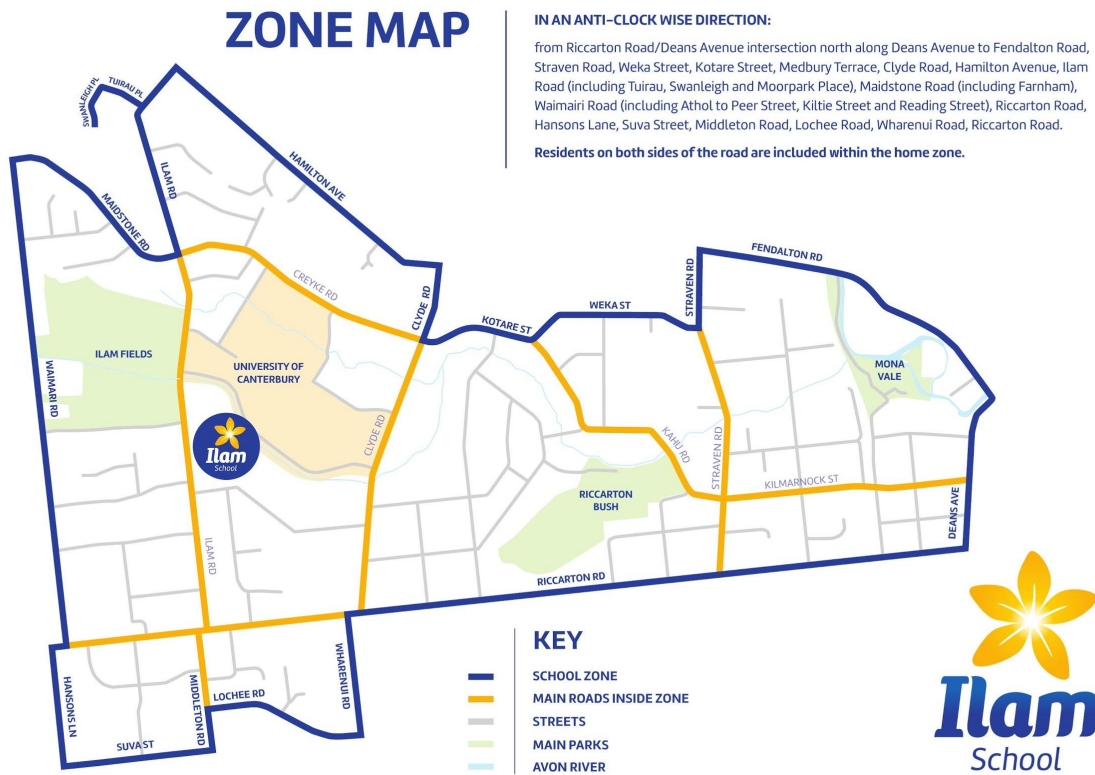 ZONE MAP
IN AN ANTI-CLOCK WISE DIRECTION:
from Riccarton Road/Deans Avenue intersection north along Deans Avenue to Fendalton Road,
Straven Road, Weka Street, Kotare Street, Medbury Terrace, Clyde Road, Hamilton Avenue, Ilam
Road (including Tuirau, Swanleigh and Moorpark Place), Maidstone Road (including Farnham),
Waimairi Road (including Athol to Peer Street, Kiltie Street and Reading Street), Riccarton Road,
Hansons Lane, Suva Street, Middleton Road, Lochee Road, Wharenui Road, Riccarton Road.
Residents on both sides of the road are included within the home zone.
SWANLEIGH PL
TUIRAU PL
ILAM RD
HAMILTON AVE
MAIDSTONE RD
CREYKE RD
CLYDE RD
KOTARE ST
WEKA ST
STRAVEN RD
FENDALTON RD
ILAM FIELDS
WAIMARI RD
UNIVERSITY OF
CANTERBURY
MONA
VALE
Ilam
School
CLYDE RD
KAHU RD
STRAVEN RD
KILMARNOCK ST
RICCARTON
BUSH
DEANS AVE
ILAM RD
RICCARTON RD
HANSONS LN
MIDDLETON RD
LOCHEE RD
WHARENUI RD
SUVA ST
KEY
SCHOOL ZONE
MAIN ROADS INSIDE ZONE
STREETS
MAIN PARKS
AVON RIVER
Ilam
School